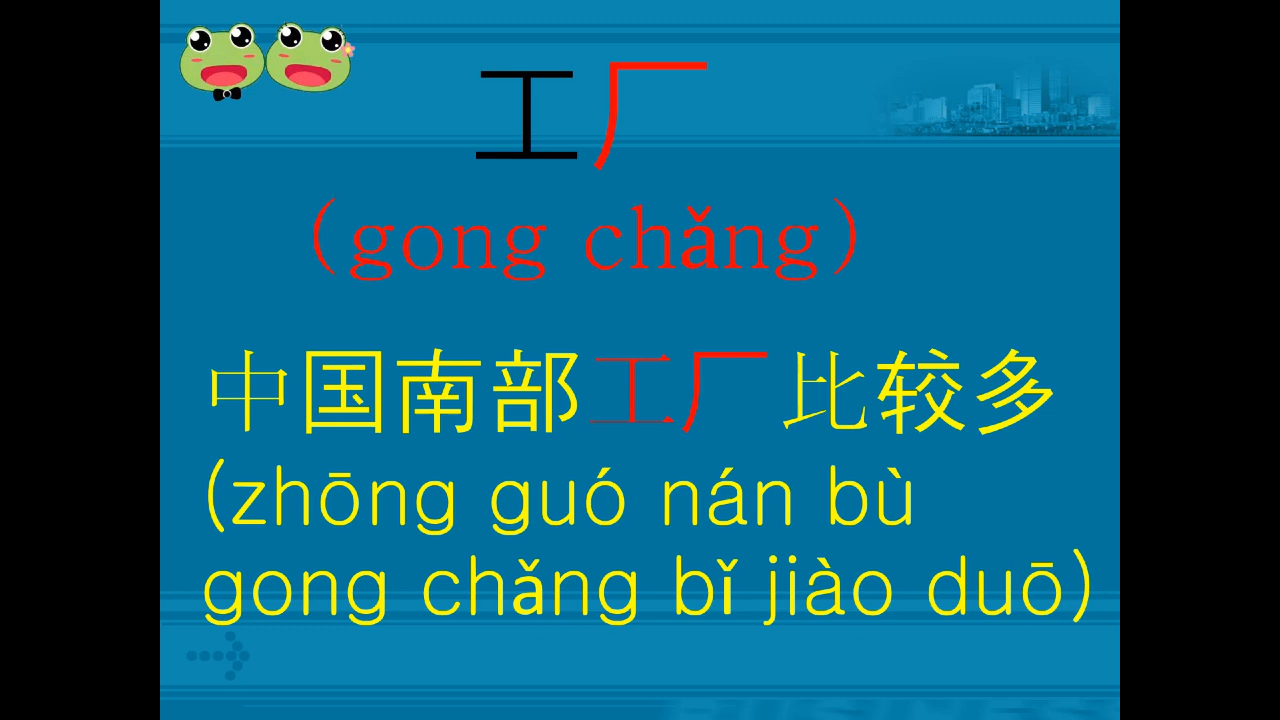 工厂
(gong chǎng)
中国南部工厂比较多
(zhōng guó nán bù
gong chǎng bǐ jiào duō)